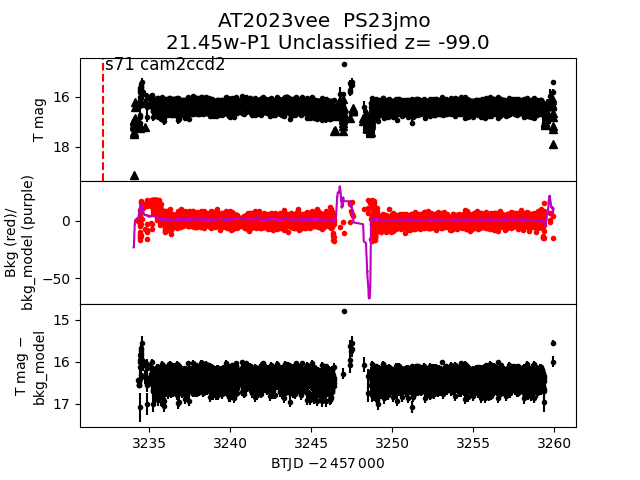 AT2023vee  PS23jmo
21.45w-P1 Unclassified z= -99.0
s71 cam2ccd2
T mag
16
18
Bkg (red)/
bkg_model (purple)
0
−50
T mag −
bkg_model
15
16
17
3235 3240 3245 3250 3255 3260
BTJD −2 457 000